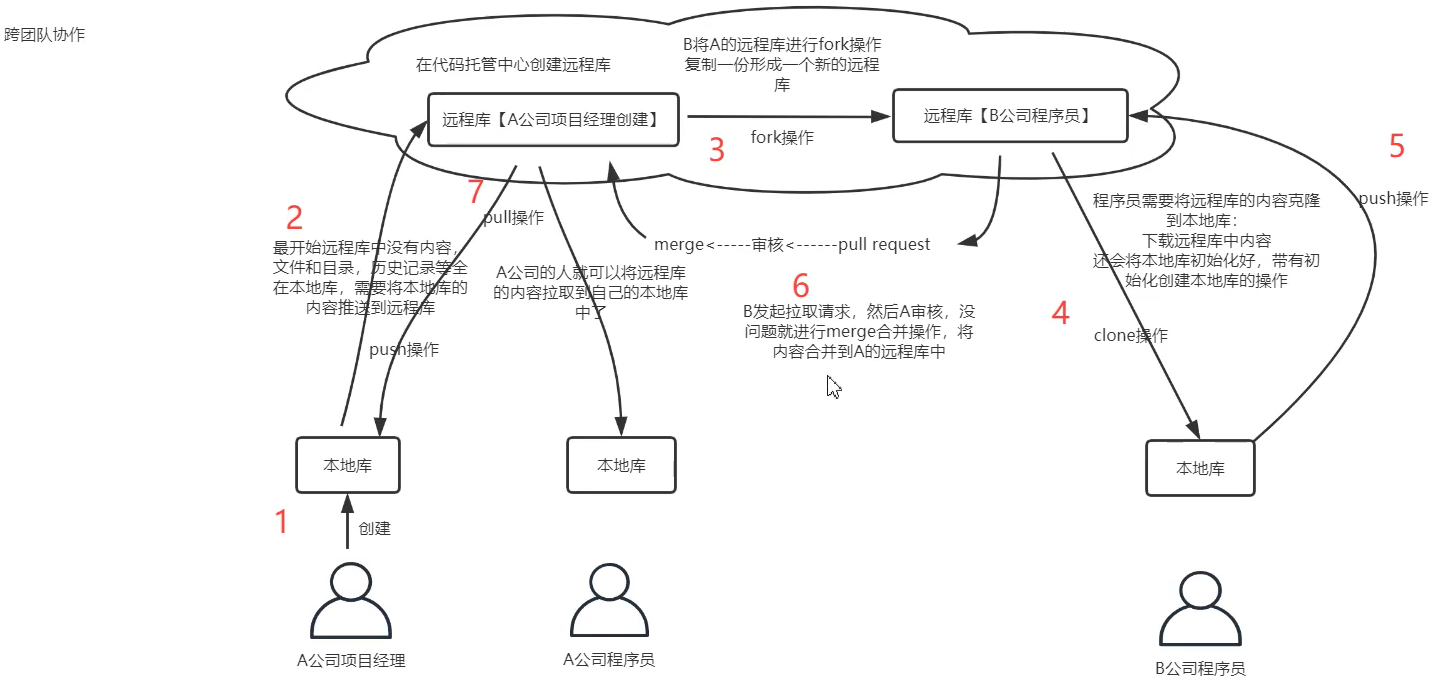 跨团队协作
在代码托管中心创建远程库
B将A的远程库进行fork操作
复制一份形成一个新的远程
库
远程库【A公司项目经理创建】
远程库【B公司程序员】
fork操作
3
5
push操作
2
最开始远程库中没有内容,
文件和目录,历史记录等全
在本地库,需要将本地库的
内容推送到远程库
push操作
7
pull操作
A公司的人就可以将远程库
的内容拉取到自己的本地库
中了
merge<-----审核<------pull request
6
B发起拉取请求,然后A审核,没
问题就进行merge合并操作,将
内容合并到A的远程库中
程序员需要将远程库的内容克隆
到本地库:
下载远程库中内容
还会将本地库初始化好,带有初
始化创建本地库的操作
4
clone操作
本地库
本地库
本地库
1
创建
A公司项目经理
A公司程序员
B公司程序员